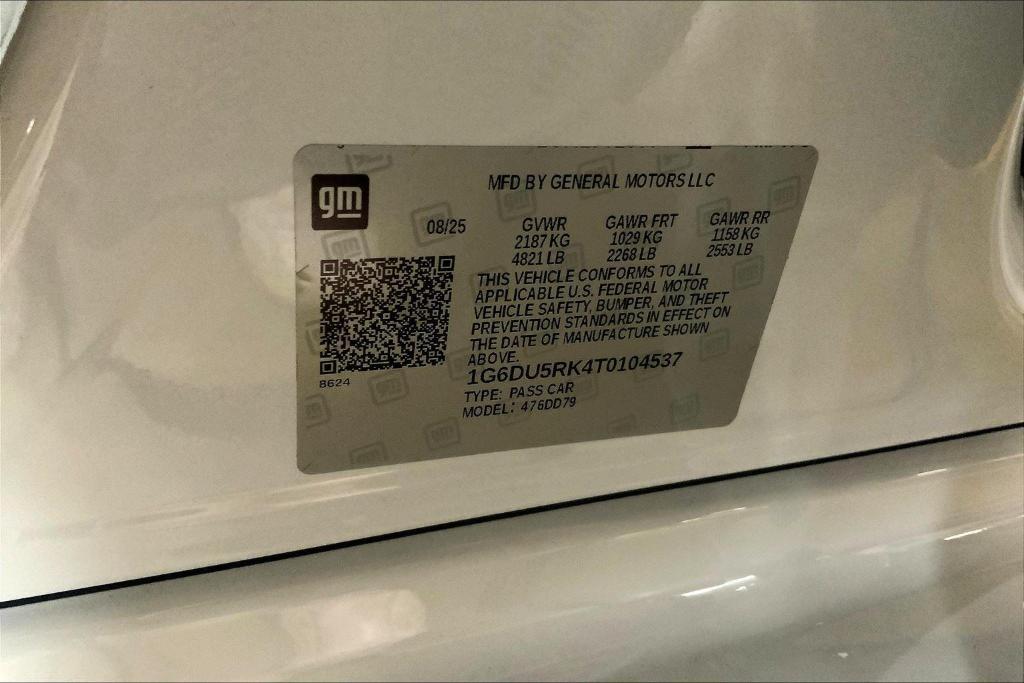 gm
MFD BY GENERAL MOTORS LLC
08/25 GVWR GAWR FRT GAWR RR
2187 KG 1029 KG 1158 KG
4821 LB 2268 LB 2553 LB
THIS VEHICLE CONFORMS TO ALL
APPLICABLE U.S. FEDERAL MOTOR
VEHICLE SAFETY, BUMPER, AND THEFT
PREVENTION STANDARDS IN EFFECT ON
THE DATE OF MANUFACTURE SHOWN
ABOVE.
8624
1G6DU5RK4T0104537
TYPE: PASS CAR
MODEL: 476DD79